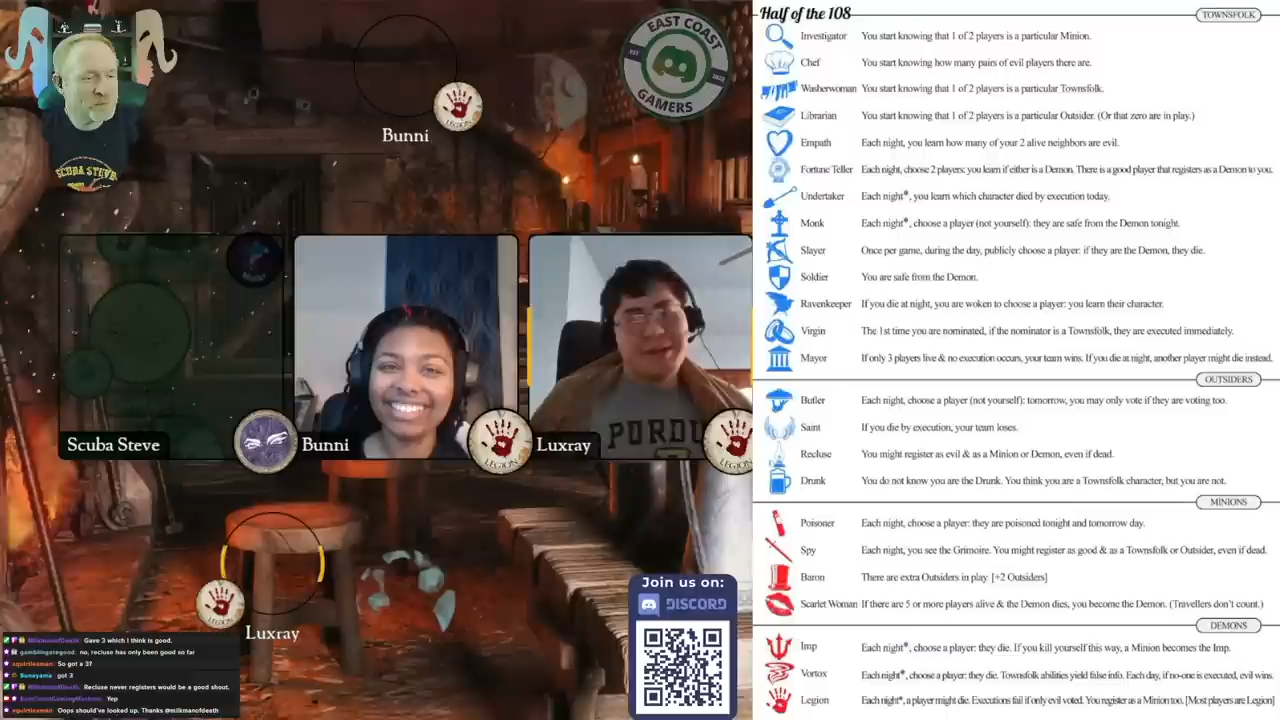 EAST COAST
GAMERS
LEGION
Bunni
SCUBA STEVE
Scuba Steve
Bunni
LEGION
Luxray
PORDU
LEGION
LEGION
Luxray
Join us on:
DISCORD
MilkmanofDeath: Gave 3 which I think is good.
gamblingaregood: no, recluse has only been good so far
squirtleaman: So got a 3?
Sunayama: got 3
MilkmanofDeath: Recluse never registers would be a good shout.
EastCoastGamingMachine: Yep
squirtleaman: Oops should've looked up. Thanks @milkmanofdeath
Half of the 108
TOWNSFOLK
Investigator You start knowing that 1 of 2 players is a particular Minion.
Chef You start knowing how many pairs of evil players there are.
Washerwoman You start knowing that 1 of 2 players is a particular Townsfolk.
Librarian You start knowing that 1 of 2 players is a particular Outsider. (Or that zero are in play.)
Empath Each night, you learn how many of your 2 alive neighbors are evil.
Fortune Teller Each night, choose 2 players: you learn if either is a Demon. There is a good player that registers as a Demon to you.
Undertaker Each night*, you learn which character died by execution today.
Monk Each night*, choose a player (not yourself): they are safe from the Demon tonight.
Slayer Once per game, during the day, publicly choose a player: if they are the Demon, they die.
Soldier You are safe from the Demon.
Ravenkeeper If you die at night, you are woken to choose a player: you learn their character.
Virgin The 1st time you are nominated, if the nominator is a Townsfolk, they are executed immediately.
Mayor If only 3 players live & no execution occurs, your team wins. If you die at night, another player might die instead.
OUTSIDERS
Butler Each night, choose a player (not yourself): tomorrow, you may only vote if they are voting too.
Saint If you die by execution, your team loses.
Recluse You might register as evil & as a Minion or Demon, even if dead.
Drunk You do not know you are the Drunk. You think you are a Townsfolk character, but you are not.
MINIONS
Poisoner Each night, choose a player: they are poisoned tonight and tomorrow day.
Spy Each night, you see the Grimoire. You might register as good & as a Townsfolk or Outsider, even if dead.
Baron There are extra Outsiders in play [+2 Outsiders]
Scarlet Woman If there are 5 or more players alive & the Demon dies, you become the Demon. (Travellers don't count.)
DEMONS
Imp Each night*, choose a player: they die. If you kill yourself this way, a Minion becomes the Imp.
Vortox Each night*, choose a player: they die. Townsfolk abilities yield false info. Each day, if no-one is executed, evil wins.
Legion Each night*, a player might die. Executions fail if only evil voted. You register as a Minion too. [Most players are Legion]